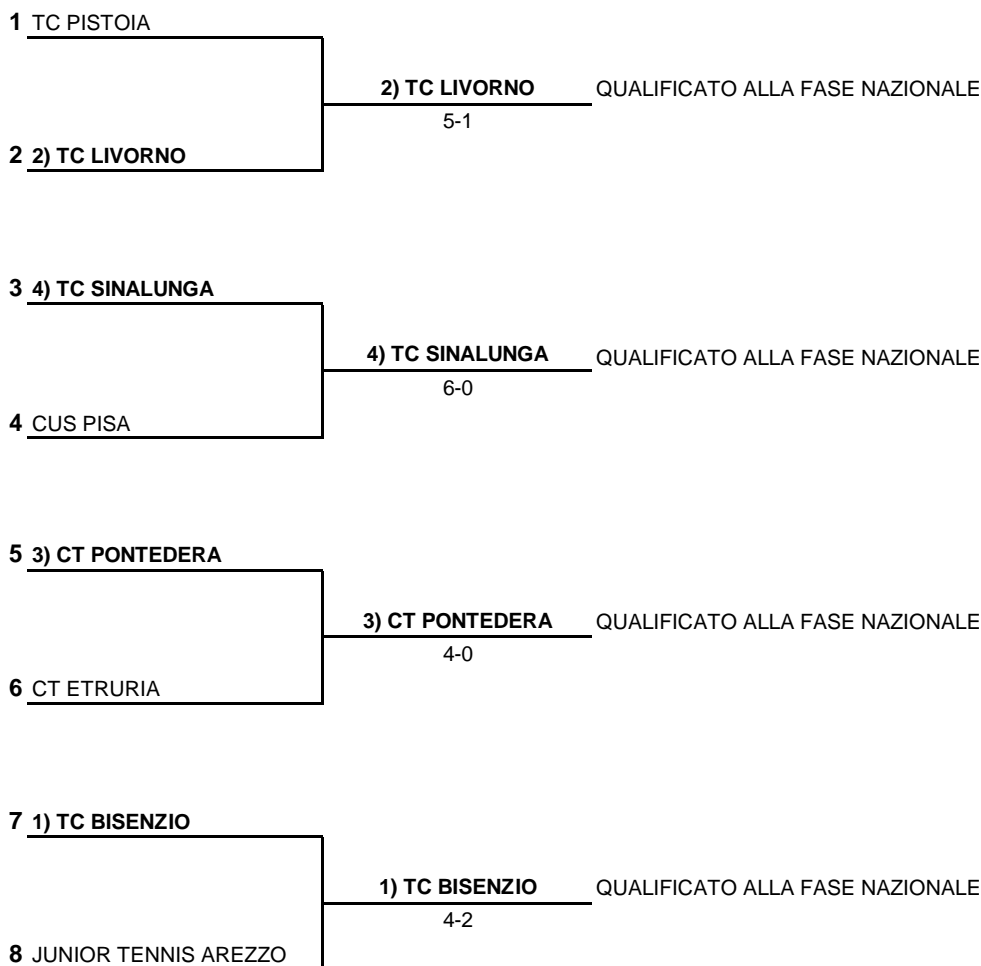 1 TC PISTOIA
2) TC LIVORNO QUALIFICATO ALLA FASE NAZIONALE
5-1
2 2) TC LIVORNO
3 4) TC SINALUNGA
4) TC SINALUNGA QUALIFICATO ALLA FASE NAZIONALE
6-0
4 CUS PISA
5 3) CT PONTEDERA
3) CT PONTEDERA QUALIFICATO ALLA FASE NAZIONALE
4-0
6 CT ETRURIA
7 1) TC BISENZIO
1) TC BISENZIO QUALIFICATO ALLA FASE NAZIONALE
4-2
8 JUNIOR TENNIS AREZZO